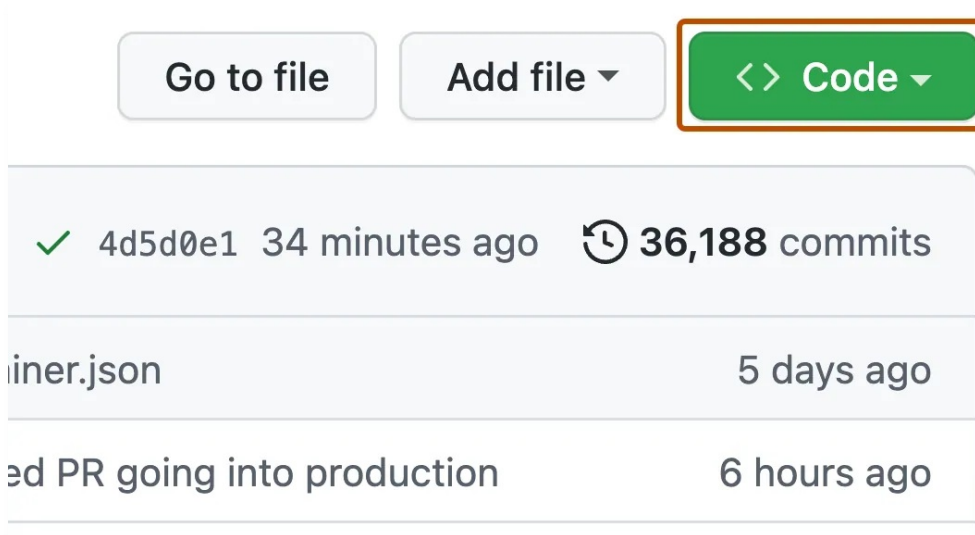 Go to file Add file <> Code
4d5d0e1 34 minutes ago 36,188 commits
iner.json 5 days ago
ed PR going into production 6 hours ago